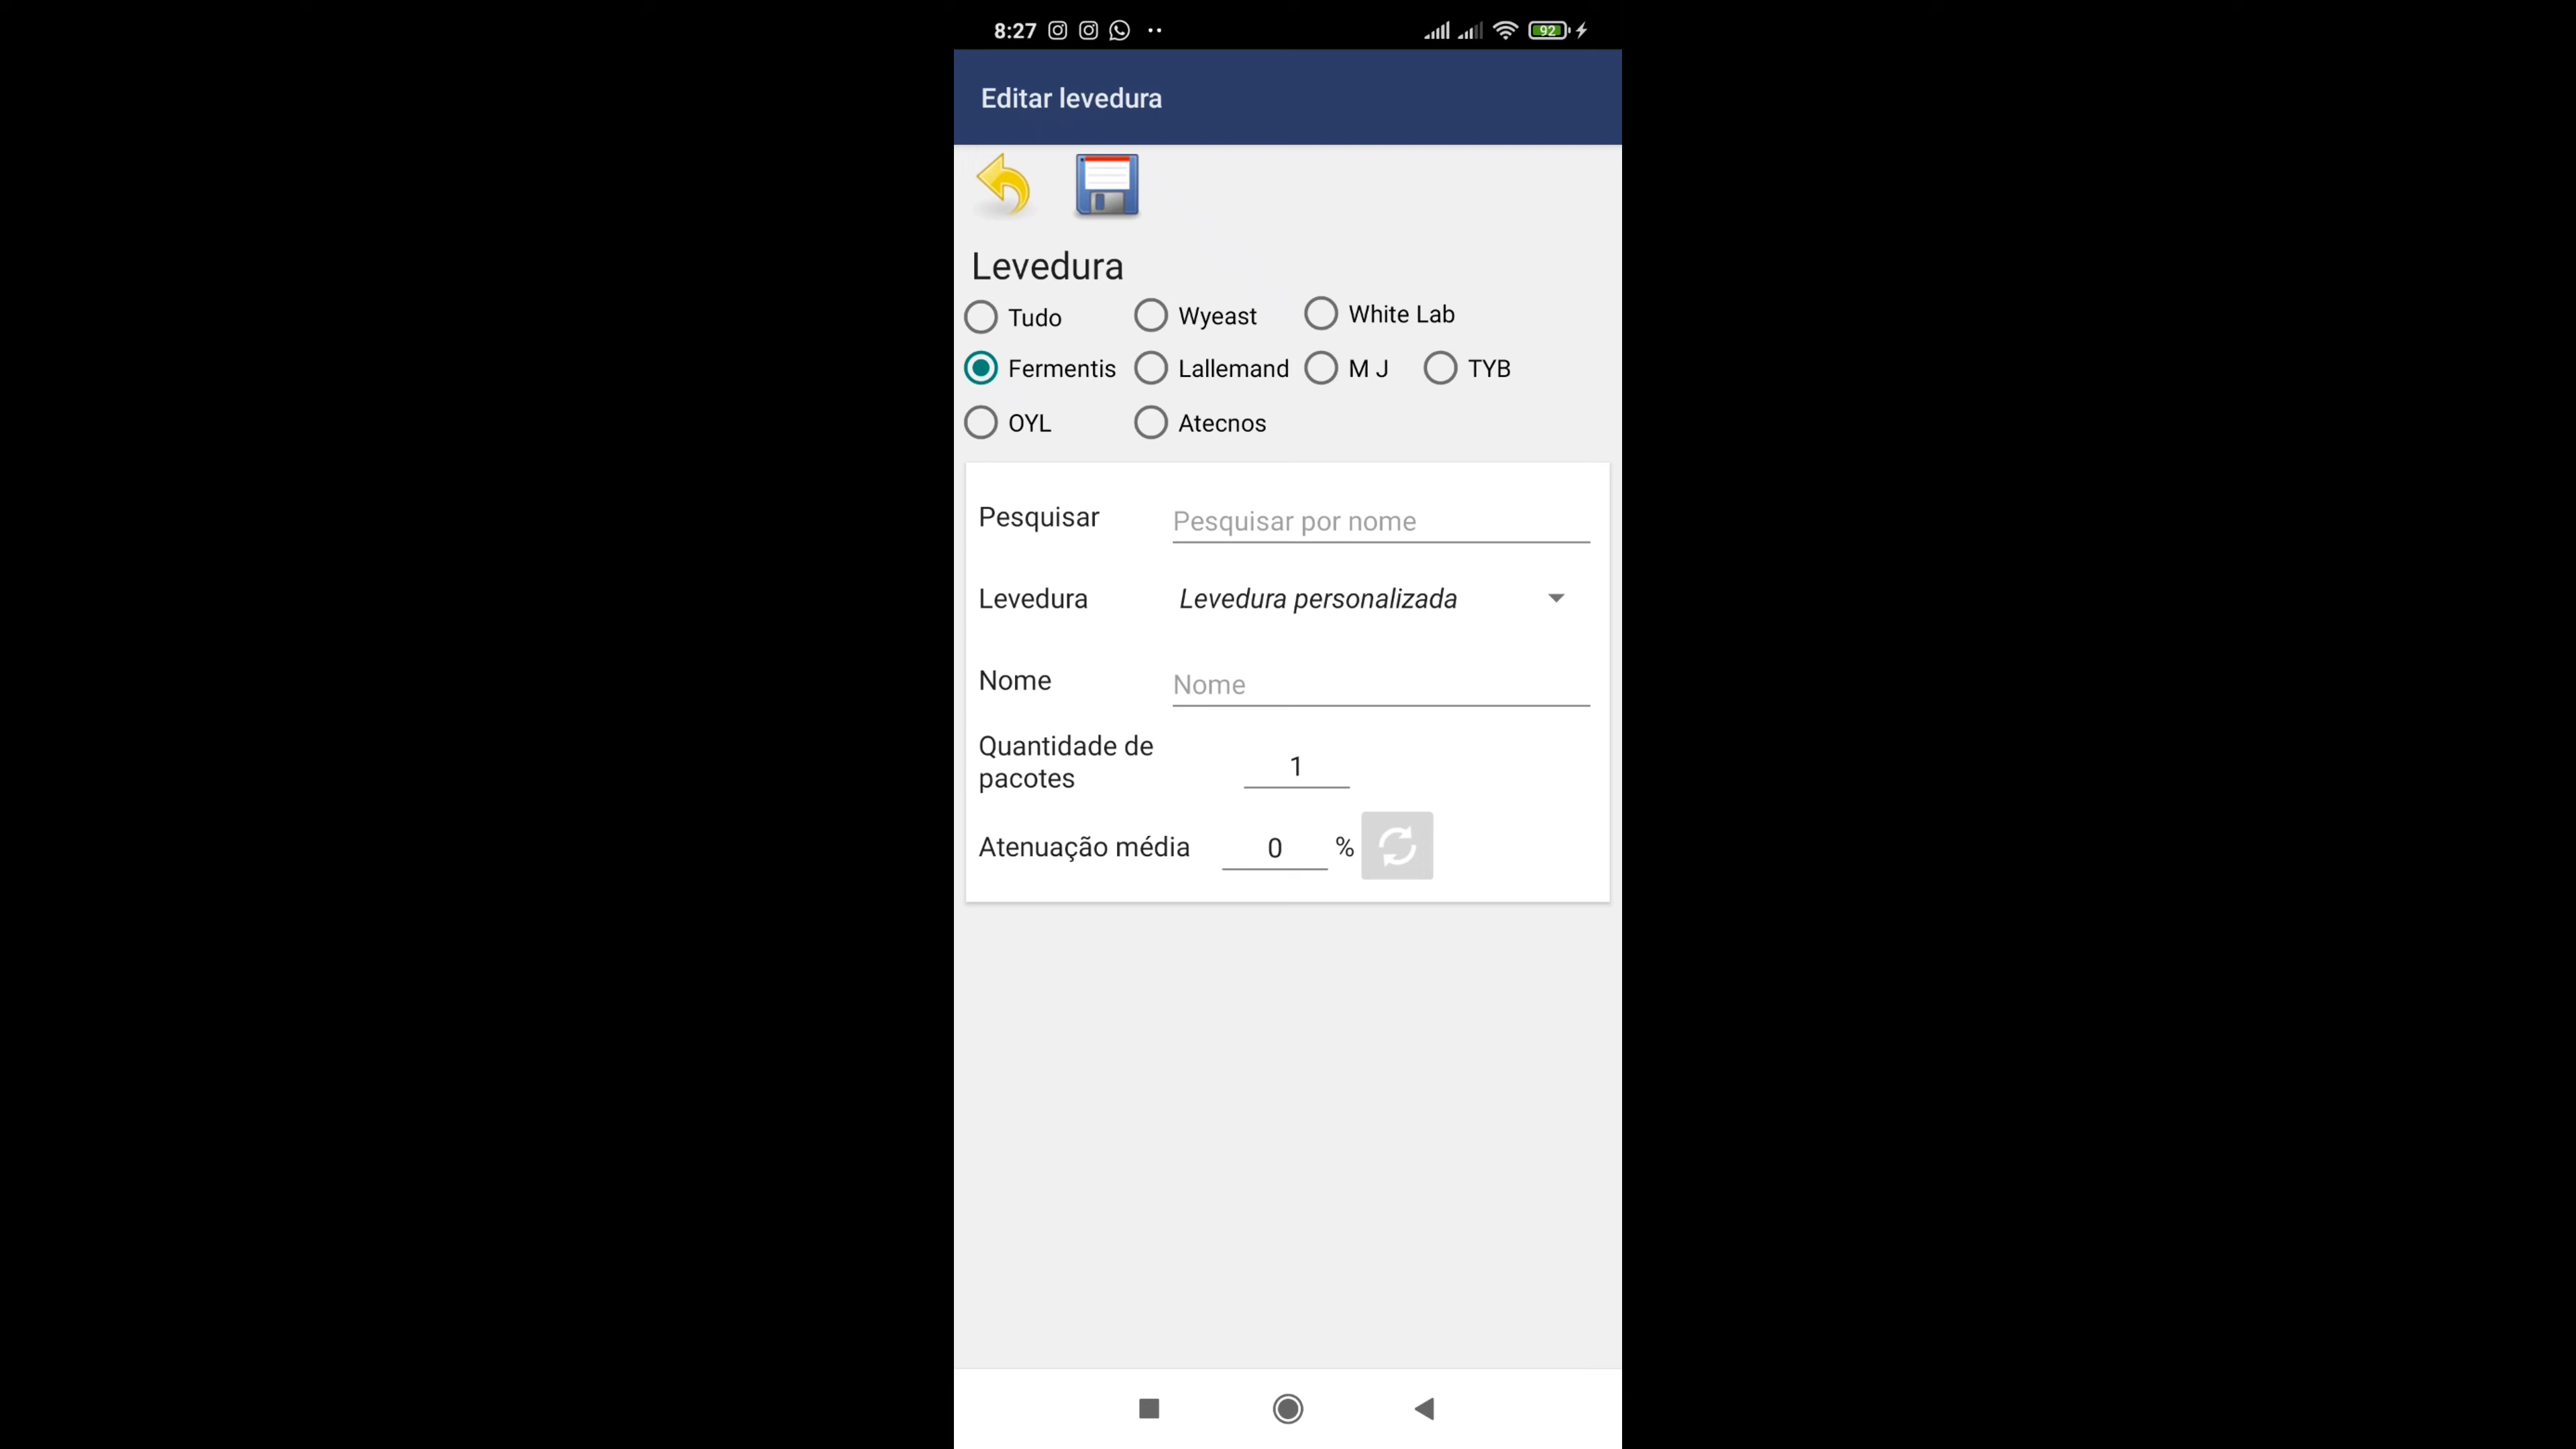 8:27
92
Editar levedura
Levedura
Tudo Wyeast White Lab
Fermentis Lallemand M J TYB
OYL Atecnos
Pesquisar Pesquisar por nome
Levedura Levedura personalizada
Nome Nome
Quantidade de
pacotes 1
Atenuação média 0 %